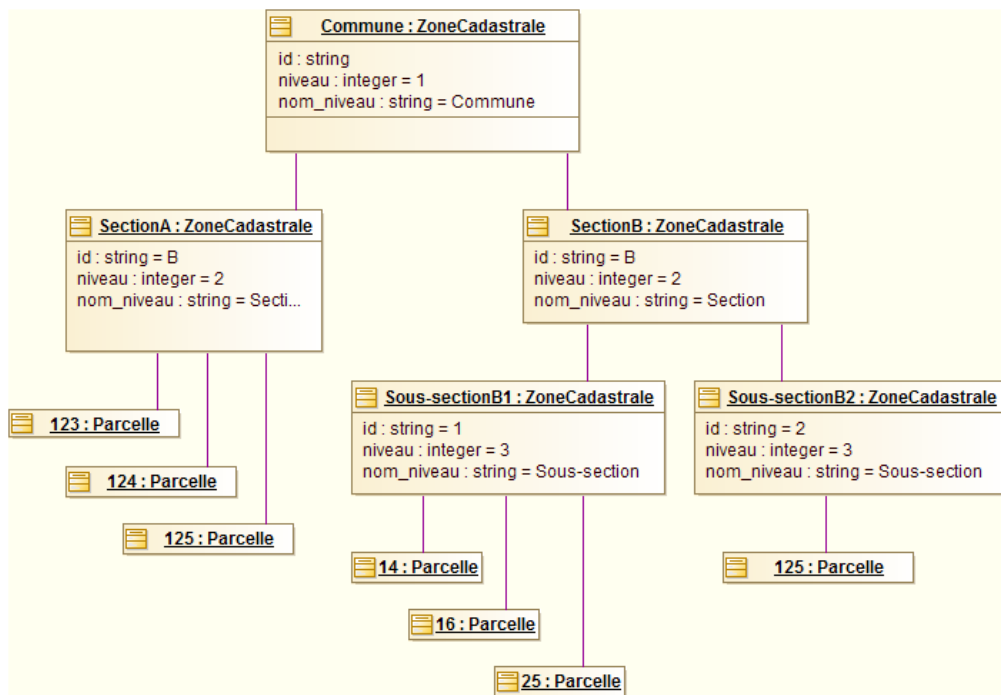 Commune : ZoneCadastrale
id : string
niveau : integer = 1
nom_niveau : string = Commune
SectionA : ZoneCadastrale
id : string = B
niveau : integer = 2
nom_niveau : string = Secti...
SectionB : ZoneCadastrale
id : string = B
niveau : integer = 2
nom_niveau : string = Section
123 : Parcelle
124 : Parcelle
125 : Parcelle
Sous-sectionB1 : ZoneCadastrale
id : string = 1
niveau : integer = 3
nom_niveau : string = Sous-section
Sous-sectionB2 : ZoneCadastrale
id : string = 2
niveau : integer = 3
nom_niveau : string = Sous-section
14 : Parcelle
16 : Parcelle
25 : Parcelle
125 : Parcelle